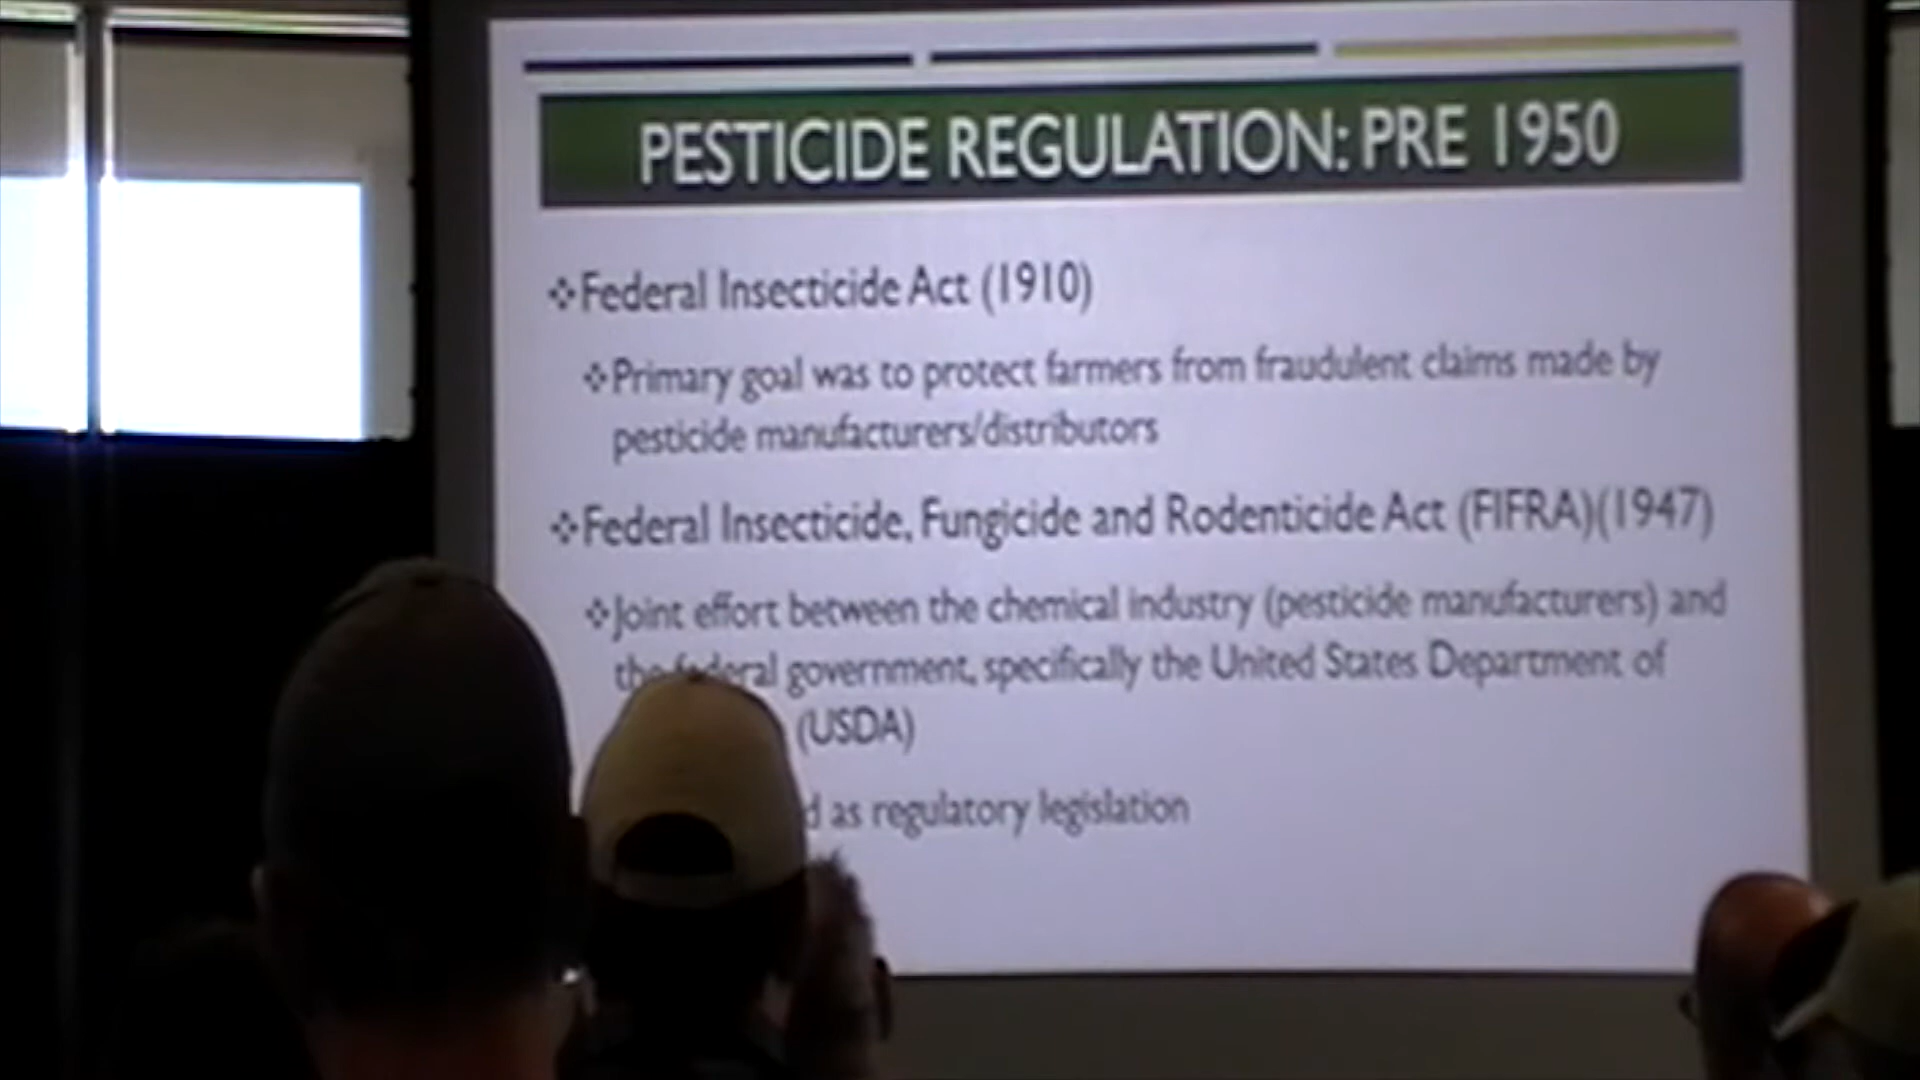 PESTICIDE REGULATION: PRE 1950
Federal Insecticide Act (1910)
Primary goal was to protect farmers from fraudulent claims made by
pesticide manufacturers/distributors
Federal Insecticide, Fungicide and Rodenticide Act (FIFRA)(1947)
Joint effort between the chemical industry (pesticide manufacturers) and
the federal government, specifically the United States Department of
(USDA)
as regulatory legislation